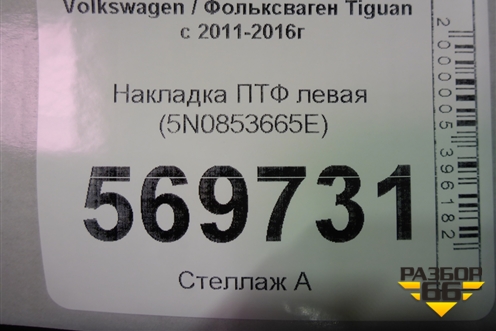 Volkswagen / Фольксваген Tiguan
с 2011-2016г
Накладка ПТФ левая
(5N0853665E)
569731
Стеллаж А
2000005396182
РАЗБОР
66